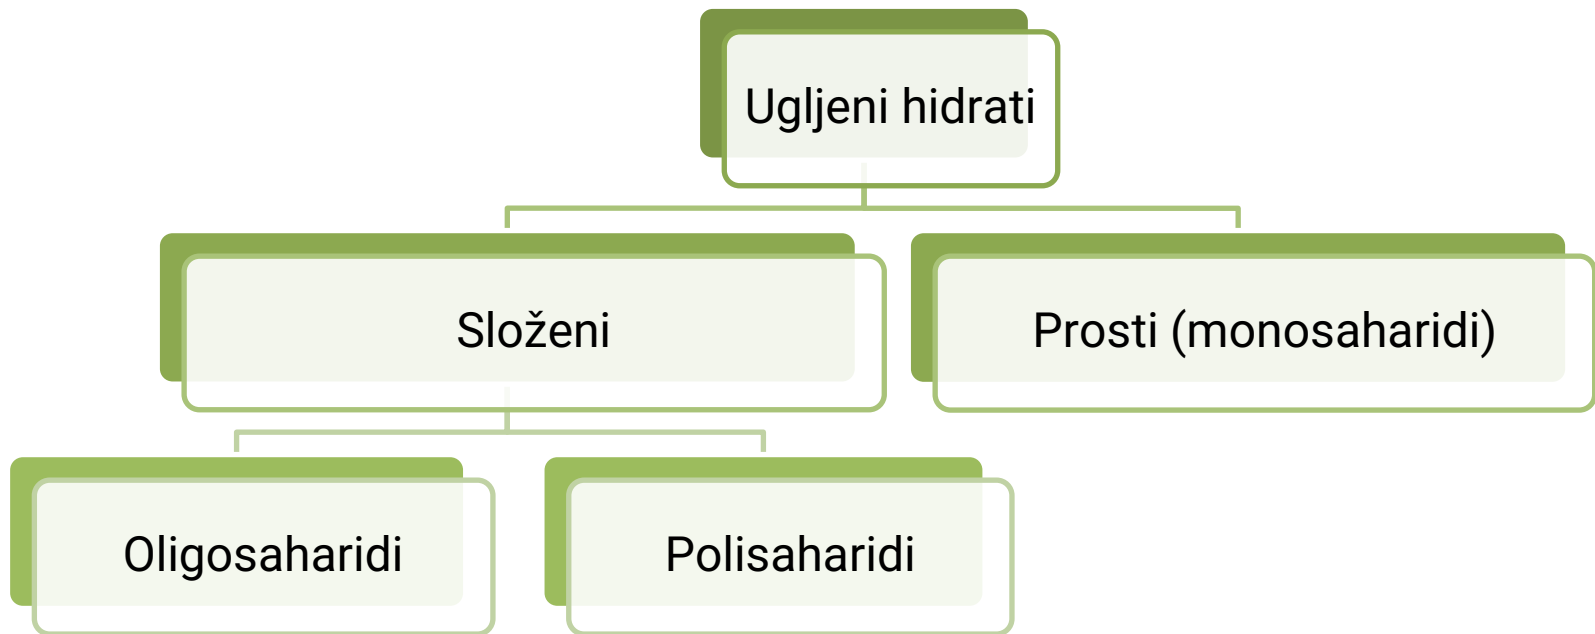 Ugljeni hidrati
Složeni
Prosti (monosaharidi)
Oligosaharidi
Polisaharidi